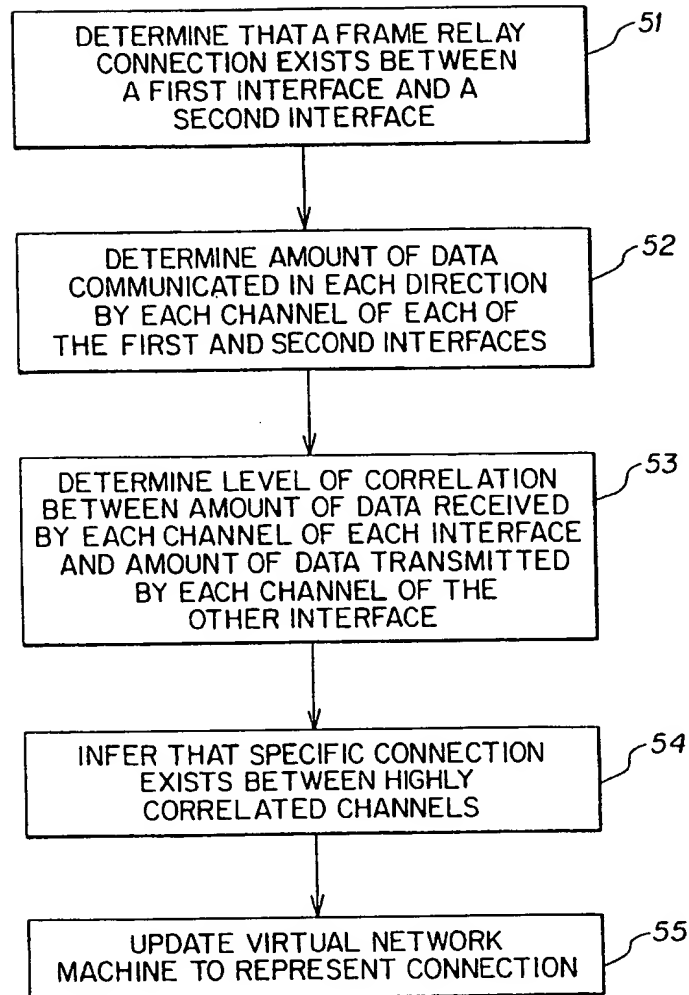 DETERMINE THAT A FRAME RELAY
CONNECTION EXISTS BETWEEN
A FIRST INTERFACE AND A
SECOND INTERFACE
51
DETERMINE AMOUNT OF DATA
COMMUNICATED IN EACH DIRECTION
BY EACH CHANNEL OF EACH OF
THE FIRST AND SECOND INTERFACES
52
DETERMINE LEVEL OF CORRELATION
BETWEEN AMOUNT OF DATA RECEIVED
BY EACH CHANNEL OF EACH INTERFACE
AND AMOUNT OF DATA TRANSMITTED
BY EACH CHANNEL OF THE
OTHER INTERFACE
53
INFER THAT SPECIFIC CONNECTION
EXISTS BETWEEN HIGHLY
CORRELATED CHANNELS
54
UPDATE VIRTUAL NETWORK
MACHINE TO REPRESENT CONNECTION
55